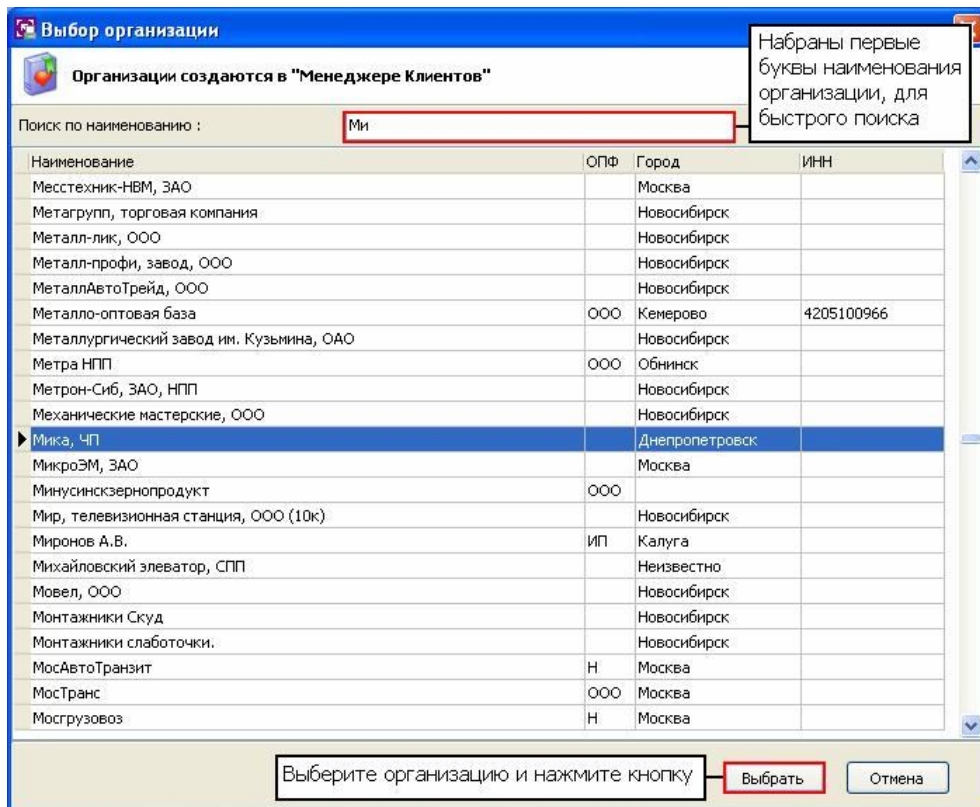 Выбор организации
Организации создаются в "Менеджере Клиентов"
Набраны первые
буквы наименования
организации, для
быстрого поиска
Поиск по наименованию : Ми
Наименование ОПФ Город ИНН
Месстехник-НВМ, ЗАО Москва
Метагрупп, торговая компания Новосибирск
Металл-лик, ООО Новосибирск
Металл-профи, завод, ООО Новосибирск
МеталлАвтоТрейд, ООО Новосибирск
Металло-оптовая база ООО Кемерово 4205100966
Металлургический завод им. Кузьмина, ОАО Новосибирск
Метра НПП ООО Обнинск
Метрон-Сиб, ЗАО, НПП Новосибирск
Механические мастерские, ООО Новосибирск
Мика, ЧП Днепропетровск
МикроЭМ, ЗАО Москва
Минусинскзернопродукт ООО
Мир, телевизионная станция, ООО (10к) Новосибирск
Миронов А.В. ИП Калуга
Михайловский элеватор, СПП Неизвестно
Мовел, ООО Новосибирск
Монтажники Скуд Новосибирск
Монтажники слаботочки. Новосибирск
МосАвтоТранзит Н Москва
МосТранс ООО Москва
Мосгрузовоз Н Москва
Выберите организацию и нажмите кнопку Выбрать Отмена